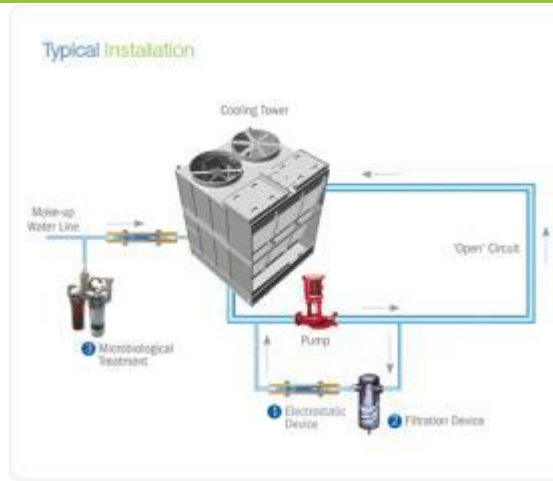 Typical Installation
Cooling Tower
Make-up
Water Line
'Open' Circuit
Pump
3 Microbiological
Treatment
1 Electrostatic
Device
2 Filtration Device